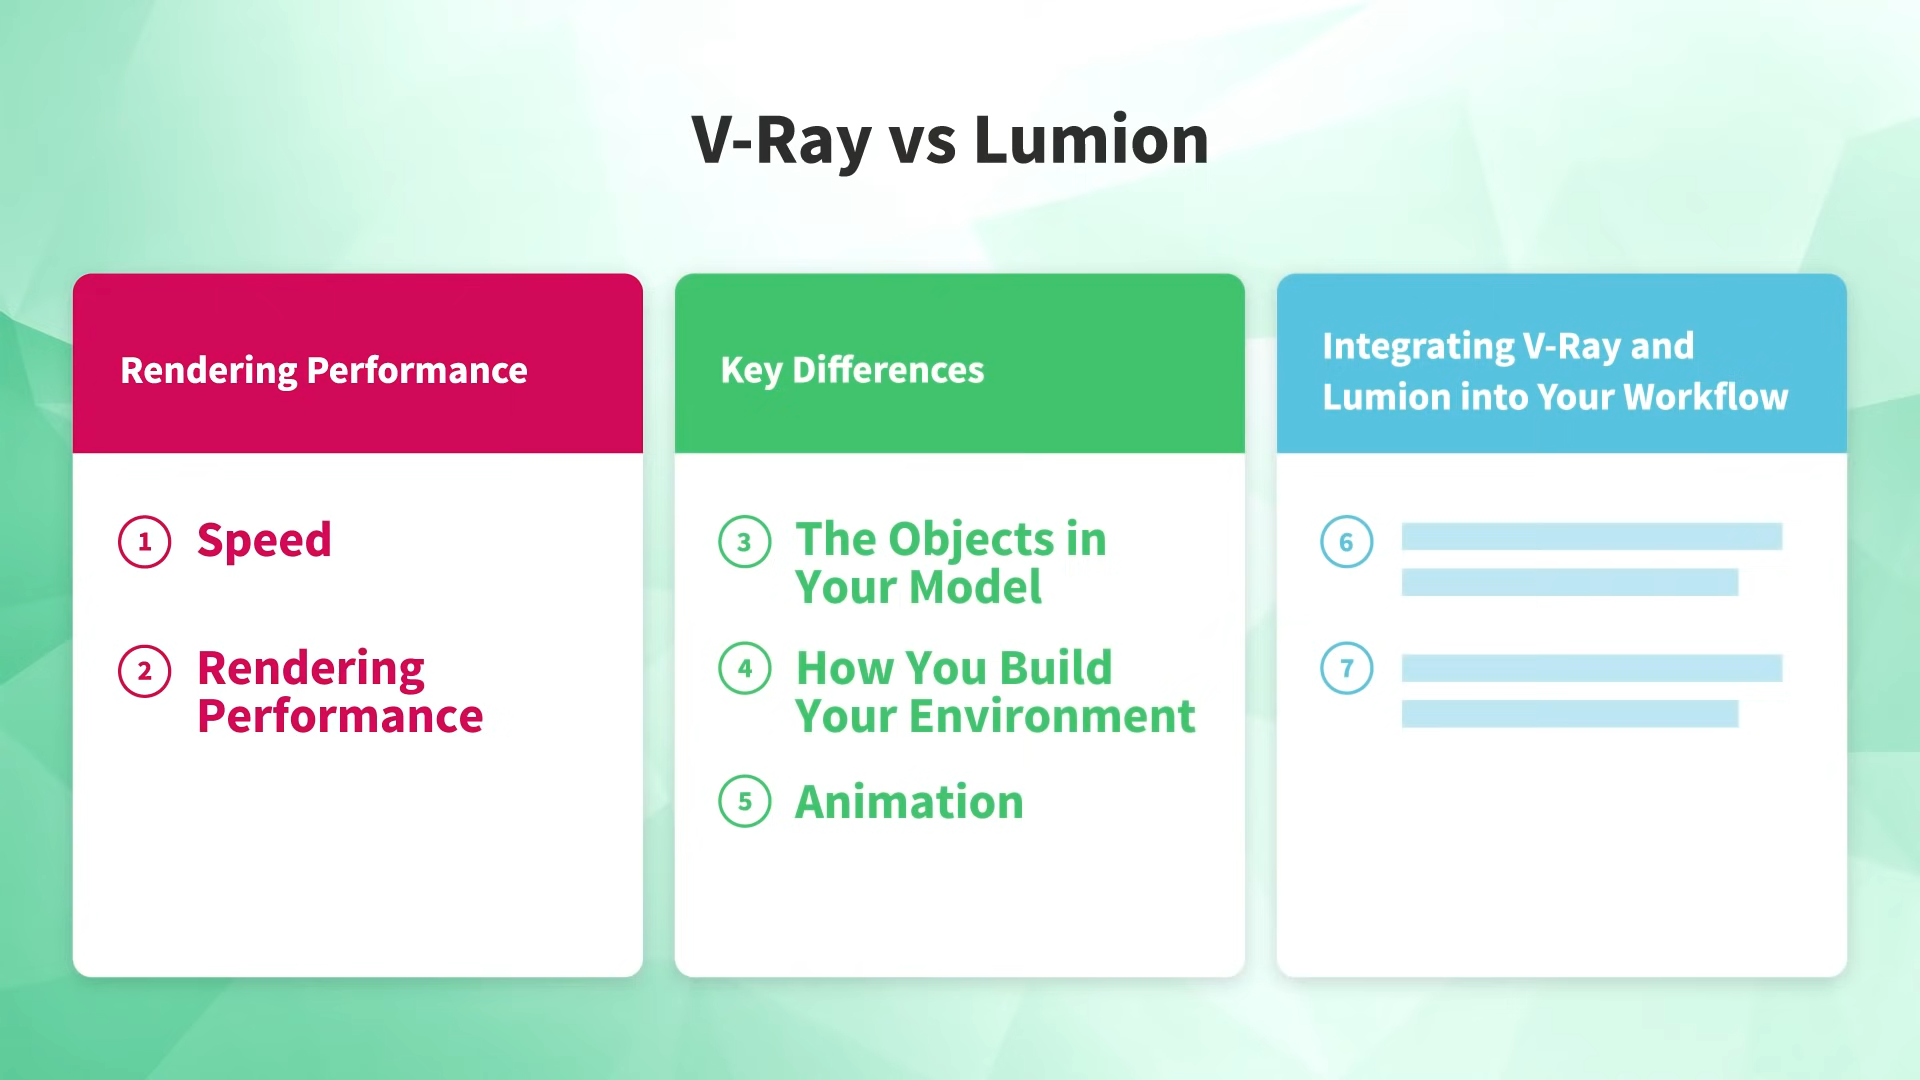 V-Ray vs Lumion
Rendering Performance
1 Speed
2 Rendering
Performance
Key Differences
3 The Objects in
Your Model
4 How You Build
Your Environment
5 Animation
Integrating V-Ray and
Lumion into Your Workflow
6
7